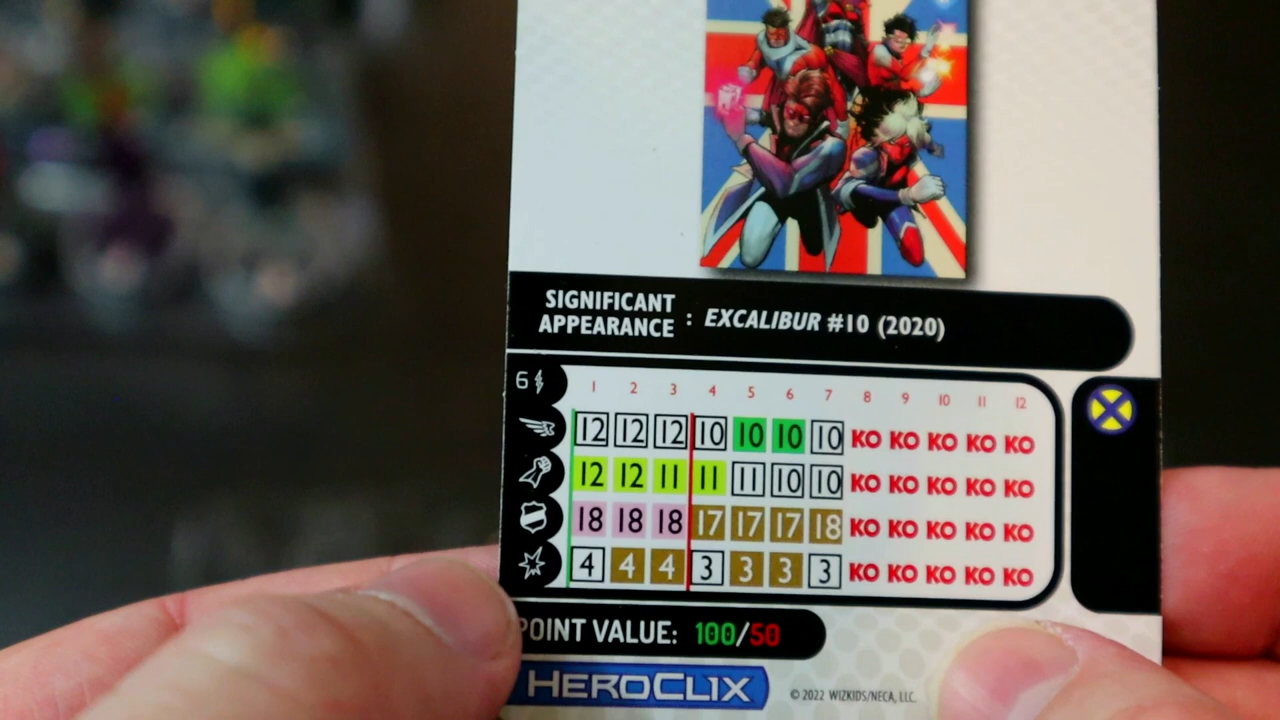 SIGNIFICANT
APPEARANCE : EXCALIBUR #10 (2020)
6 1 2 3 4 5 6 7 8 9 10 11 12
12 12 12 10 10 10 10 KO KO KO KO KO
12 12 11 11 11 10 10 KO KO KO KO KO
18 18 18 17 17 17 18 KO KO KO KO KO
4 4 4 3 3 3 3 KO KO KO KO KO
POINT VALUE: 100/50
HEROCLIX
© 2022 WIZKIDS/NECA, LLC.